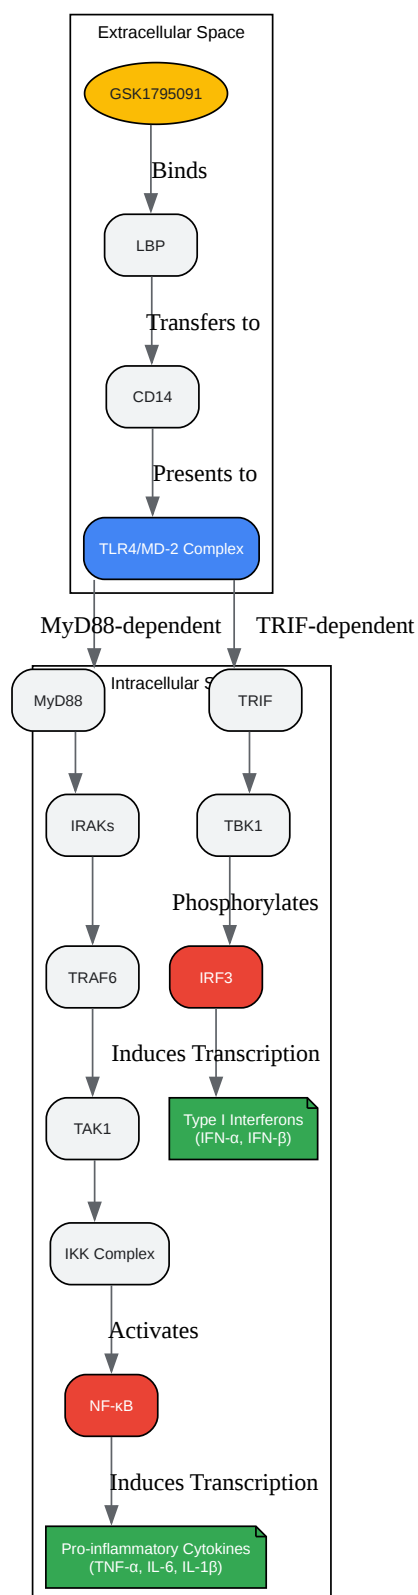 Extracellular Space
GSK1795091
Binds
LBP
Transfers to
CD14
Presents to
TLR4/MD-2 Complex
MyD88-dependent
TRIF-dependent
Intracellular S
MyD88
TRIF
IRAKs
TBK1
Phosphorylates
TRAF6
IRF3
Induces Transcription
TAK1
Type I Interferons
(IFN-α, IFN-β)
IKK Complex
Activates
NF-κB
Induces Transcription
Pro-inflammatory Cytokines
(TNF-α, IL-6, IL-1β)